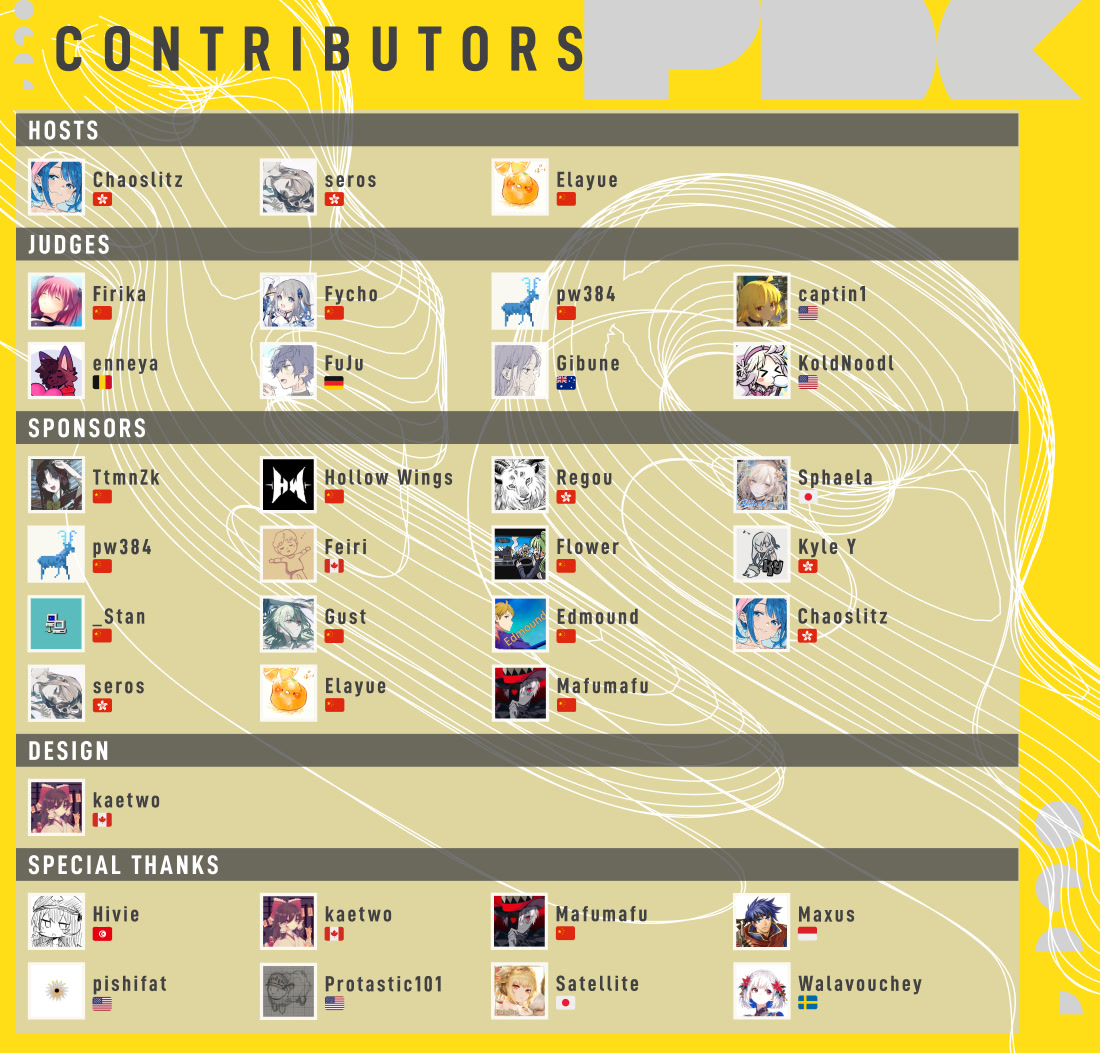 CONTRIBUTORS
HOSTS
Chaoslitz seros Elayue
JUDGES
Firika Fycho pw384 captin1
enneya FuJu Gibune KoldNoodl
SPONSORS
TtmnZk Hollow Wings Regou Sphaela
pw384 Feiri Flower Kyle Y
_Stan Gust Edmound Chaoslitz
Edmound
seros Elayue Mafumafu
DESIGN
kaetwo
SPECIAL THANKS
Hivie kaetwo Mafumafu Maxus
pishifat Protastic101 Satellite Walavouchey